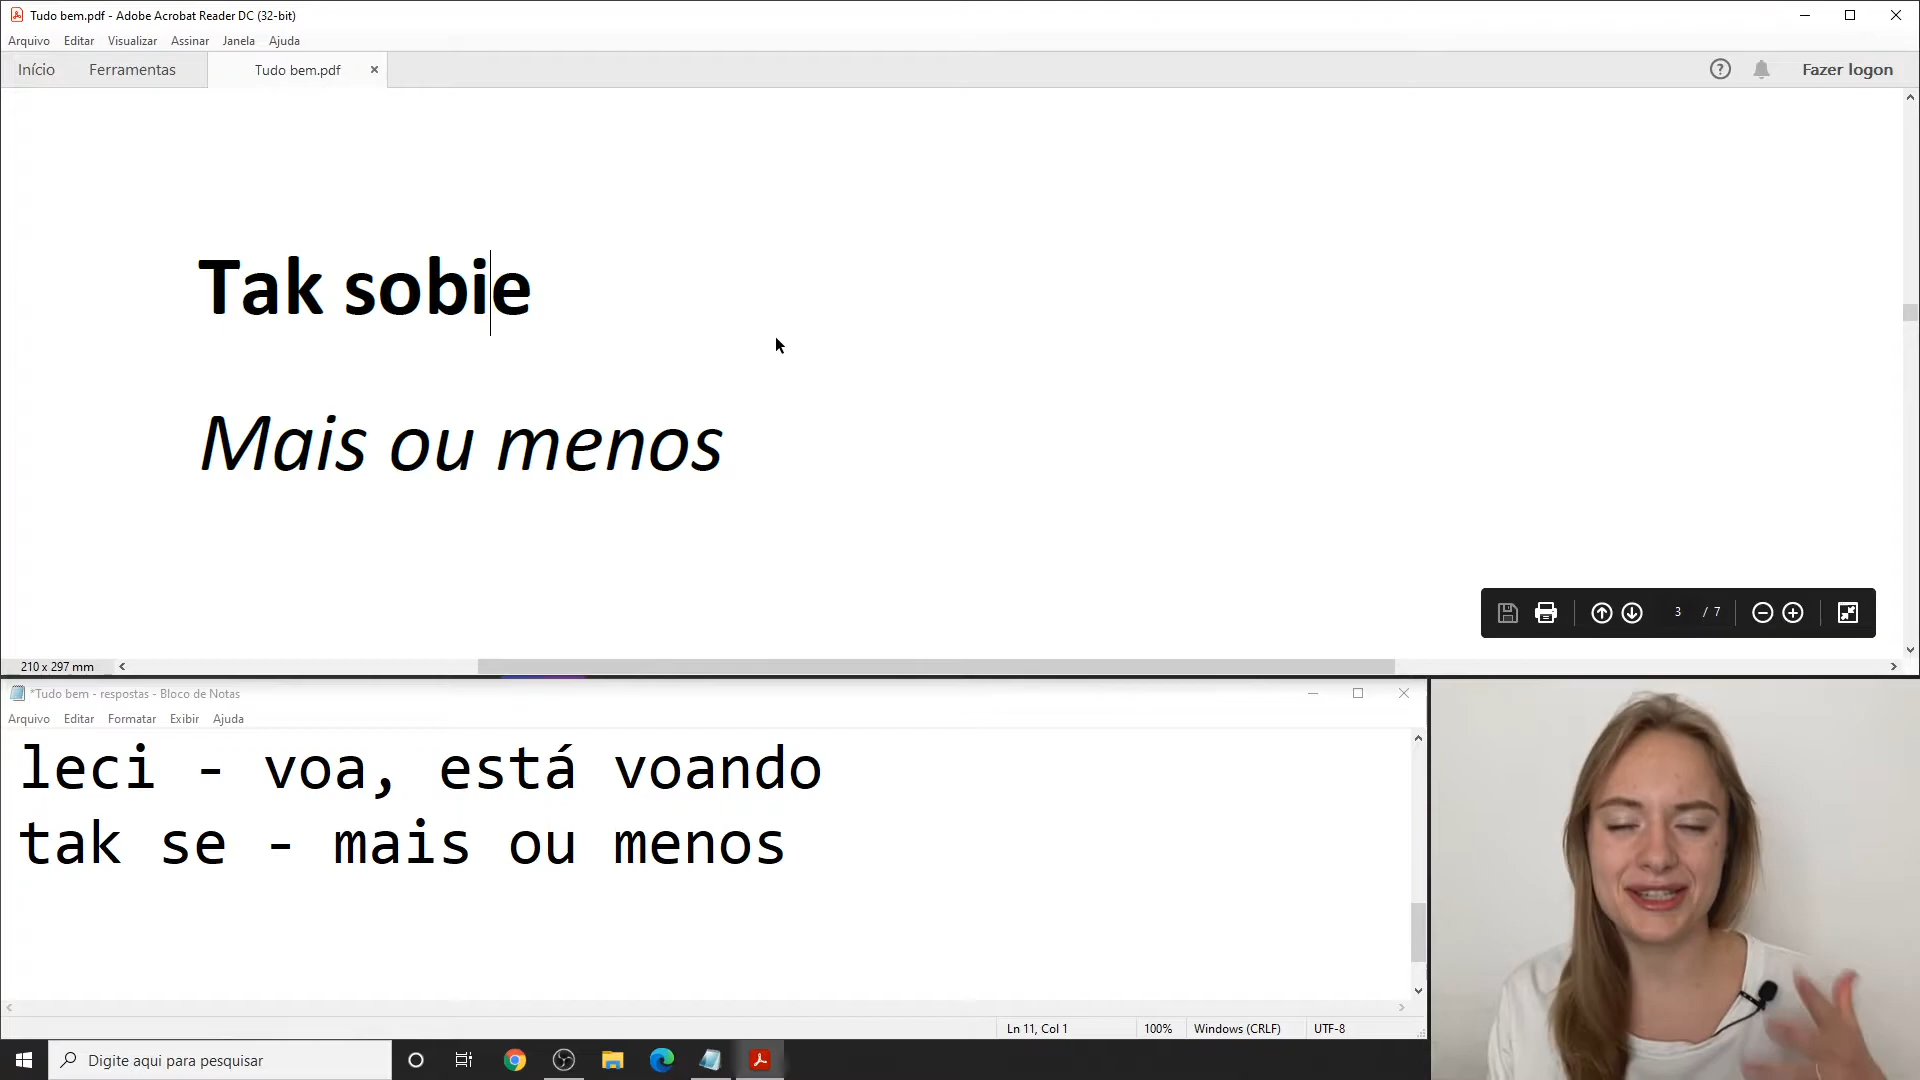 Tudo bem.pdf - Adobe Acrobat Reader DC (32-bit)
Arquivo Editar Visualizar Assinar Janela Ajuda
Início Ferramentas Tudo bem.pdf Fazer logon
Tak sobie
Mais ou menos
3 / 7
210 x 297 mm
*Tudo bem - respostas - Bloco de Notas
Arquivo Editar Formatar Exibir Ajuda
leci - voa, está voando
tak se - mais ou menos
Ln 11, Col 1 100% Windows (CRLF) UTF-8
Digite aqui para pesquisar